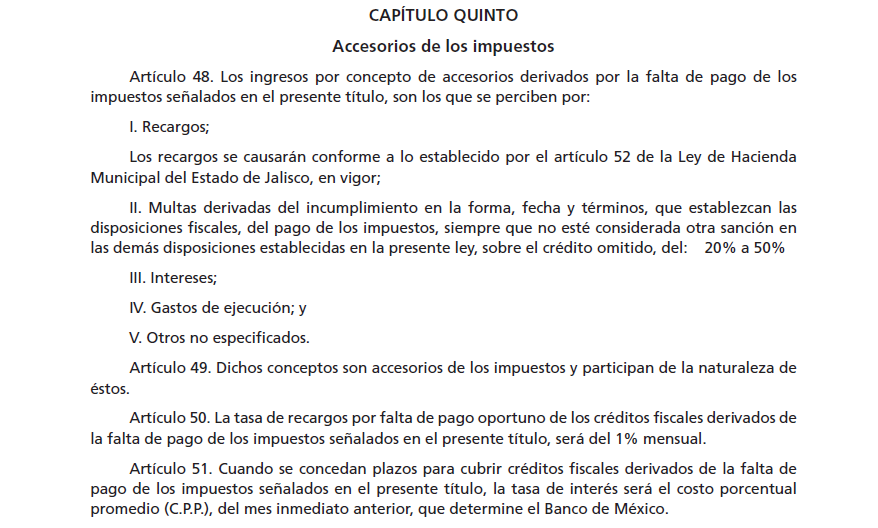 CAPÍTULO QUINTO
Accesorios de los impuestos
Artículo 48. Los ingresos por concepto de accesorios derivados por la falta de pago de los
impuestos señalados en el presente título, son los que se perciben por:
I. Recargos;
Los recargos se causarán conforme a lo establecido por el artículo 52 de la Ley de Hacienda
Municipal del Estado de Jalisco, en vigor;
II. Multas derivadas del incumplimiento en la forma, fecha y términos, que establezcan las
disposiciones fiscales, del pago de los impuestos, siempre que no esté considerada otra sanción en
las demás disposiciones establecidas en la presente ley, sobre el crédito omitido, del: 20% a 50%
III. Intereses;
IV. Gastos de ejecución; y
V. Otros no especificados.
Artículo 49. Dichos conceptos son accesorios de los impuestos y participan de la naturaleza de
éstos.
Artículo 50. La tasa de recargos por falta de pago oportuno de los créditos fiscales derivados de
la falta de pago de los impuestos señalados en el presente título, será del 1% mensual.
Artículo 51. Cuando se concedan plazos para cubrir créditos fiscales derivados de la falta de
pago de los impuestos señalados en el presente título, la tasa de interés será el costo porcentual
promedio (C.P.P.), del mes inmediato anterior, que determine el Banco de México.